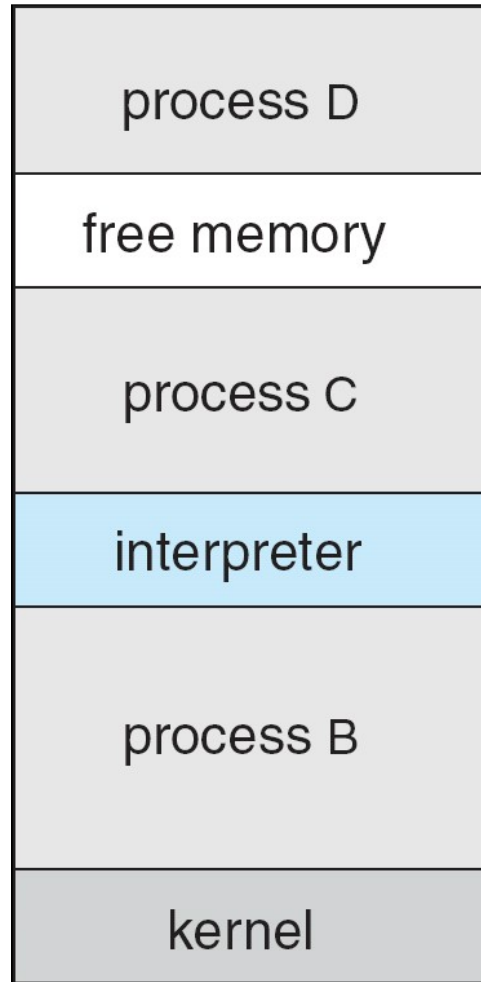 process D
free memory
process C
interpreter
process B
kernel